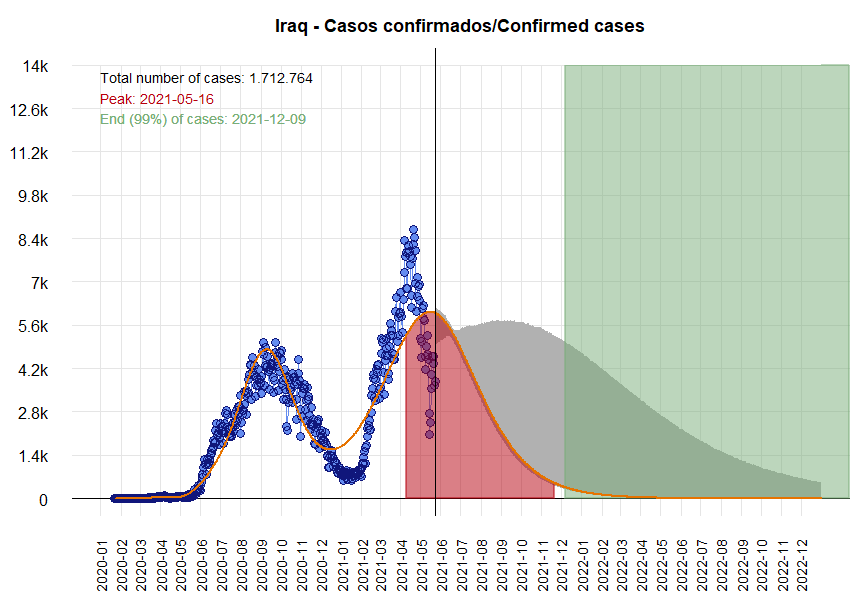 Iraq - Casos confirmados/Confirmed cases
14k
Total number of cases: 1.712.764
Peak: 2021-05-16
12.6k
End (99%) of cases: 2021-12-09
11.2k
9.8k
8.4k
7k
5.6k
4.2k
2.8k
1.4k
0
2020-01
2020-02
2020-03
2020-04
2020-05
2020-06
2020-07
2020-08
2020-09
2020-10
2020-11
2020-12
2021-01
2021-02
2021-03
2021-04
2021-05
2021-06
2021-07
2021-08
2021-09
2021-10
2021-11
2021-12
2022-01
2022-02
2022-03
2022-04
2022-05
2022-06
2022-07
2022-08
2022-09
2022-10
2022-11
2022-12